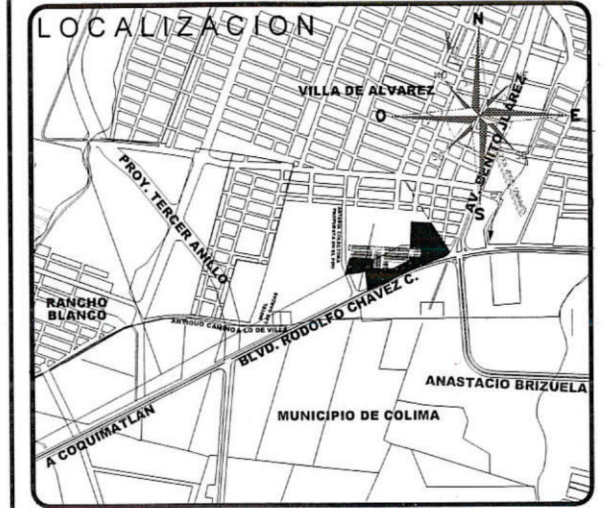 LOCALIZACION
N
VILLA DE ALVAREZ
O
E
AV. BENITO JUAREZ
S
PROY. TERCER ANILLO
RANCHO
BLANCO
ANTIGUO CAMINO A CD DE VILLA
BLVD. RODOLFO CHAVEZ C.
ANASTACIO BRIZUELA
MUNICIPIO DE COLIMA
A COQUIMATLAN